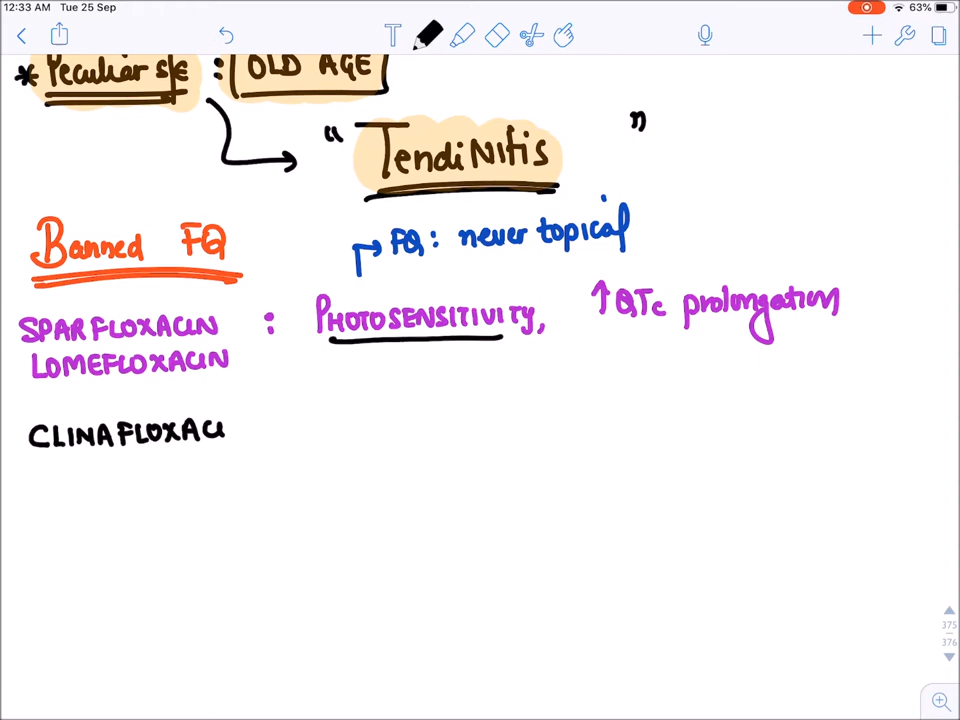 12:33 AM Tue 25 Sep 63%
* Peculiar s/e : OLD AGE
" TendiNitis "
Banned FQ
FQ: never topical
SPARFLOXACIN : PHOTOSENSITIVITY, ↑QTc prolongation
LOMEFLOXACIN
CLINAFLOXACI
375
376